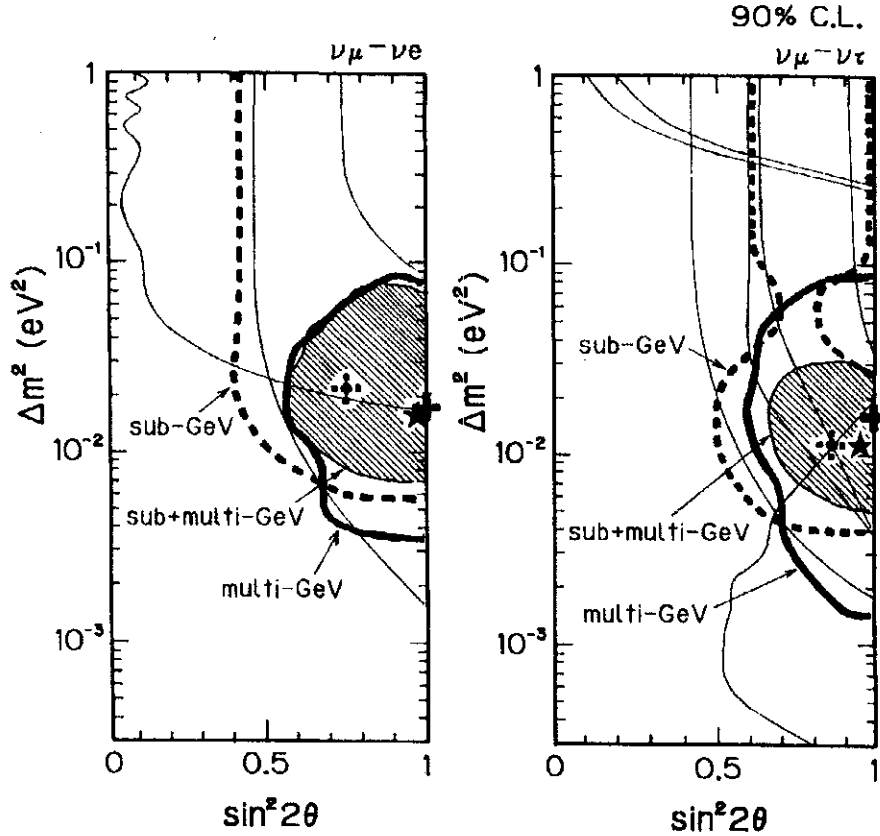 90% C.L.
νμ−νe
νμ−ντ
1
10⁻¹
10⁻²
10⁻³
Δm² (eV²)
sub-GeV
sub+multi-GeV
multi-GeV
0
0.5
1
sin²2θ
1
10⁻¹
10⁻²
10⁻³
Δm² (eV²)
sub-GeV
sub+multi-GeV
multi-GeV
0
0.5
1
sin²2θ